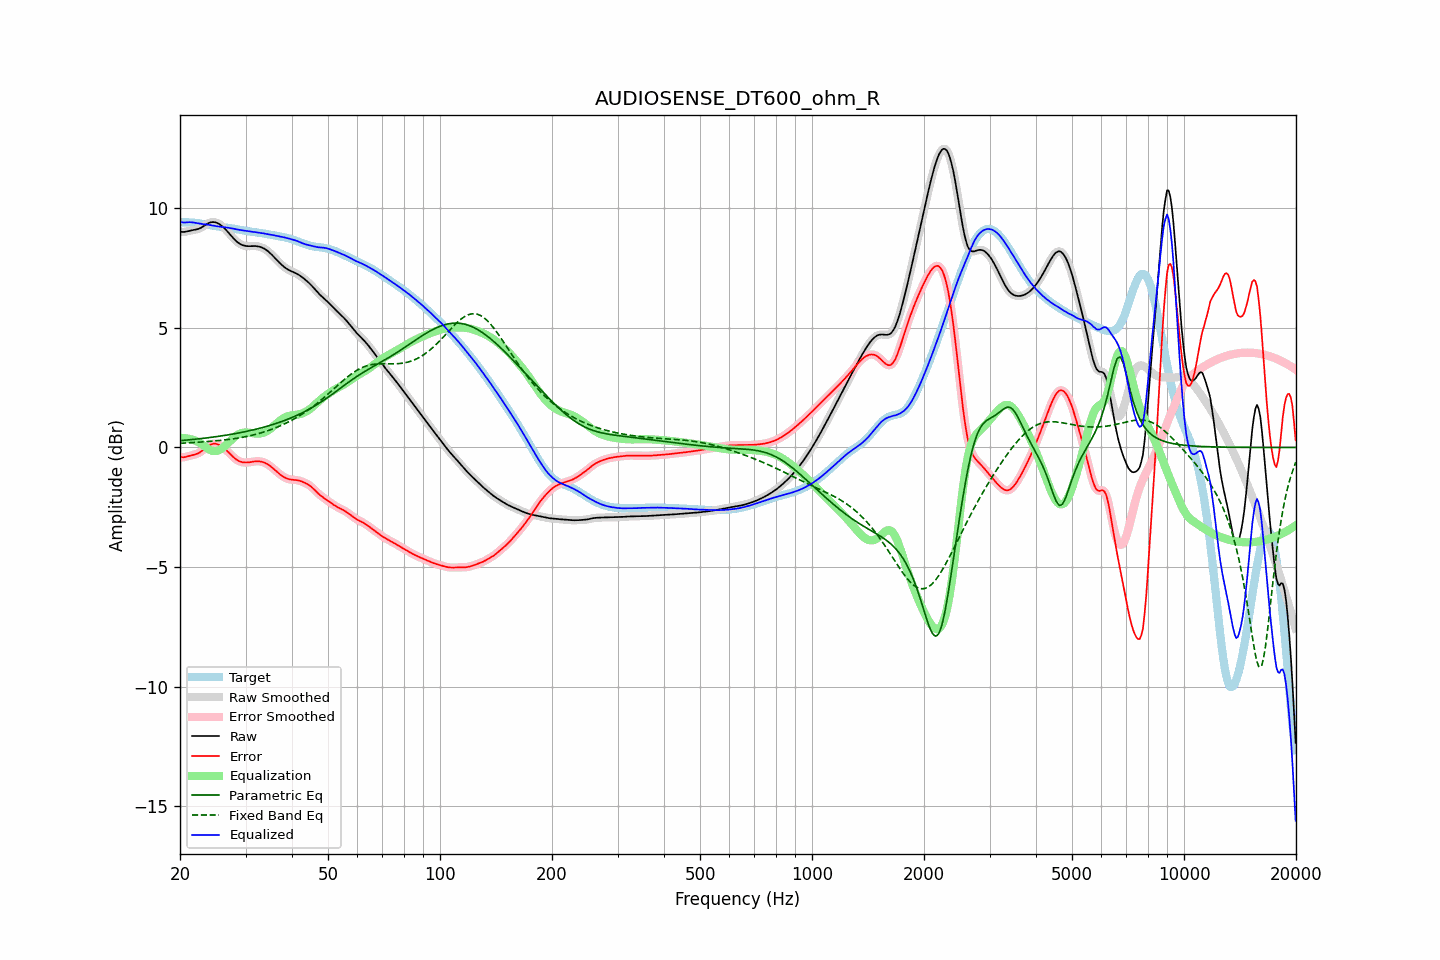 AUDIOSENSE_DT600_ohm_R
Amplitude (dBr)
10
5
0
−5
−10
−15
Target
Raw Smoothed
Error Smoothed
Raw
Error
Equalization
Parametric Eq
Fixed Band Eq
Equalized
20
50
100
200
500
1000
2000
5000
10000
20000
Frequency (Hz)